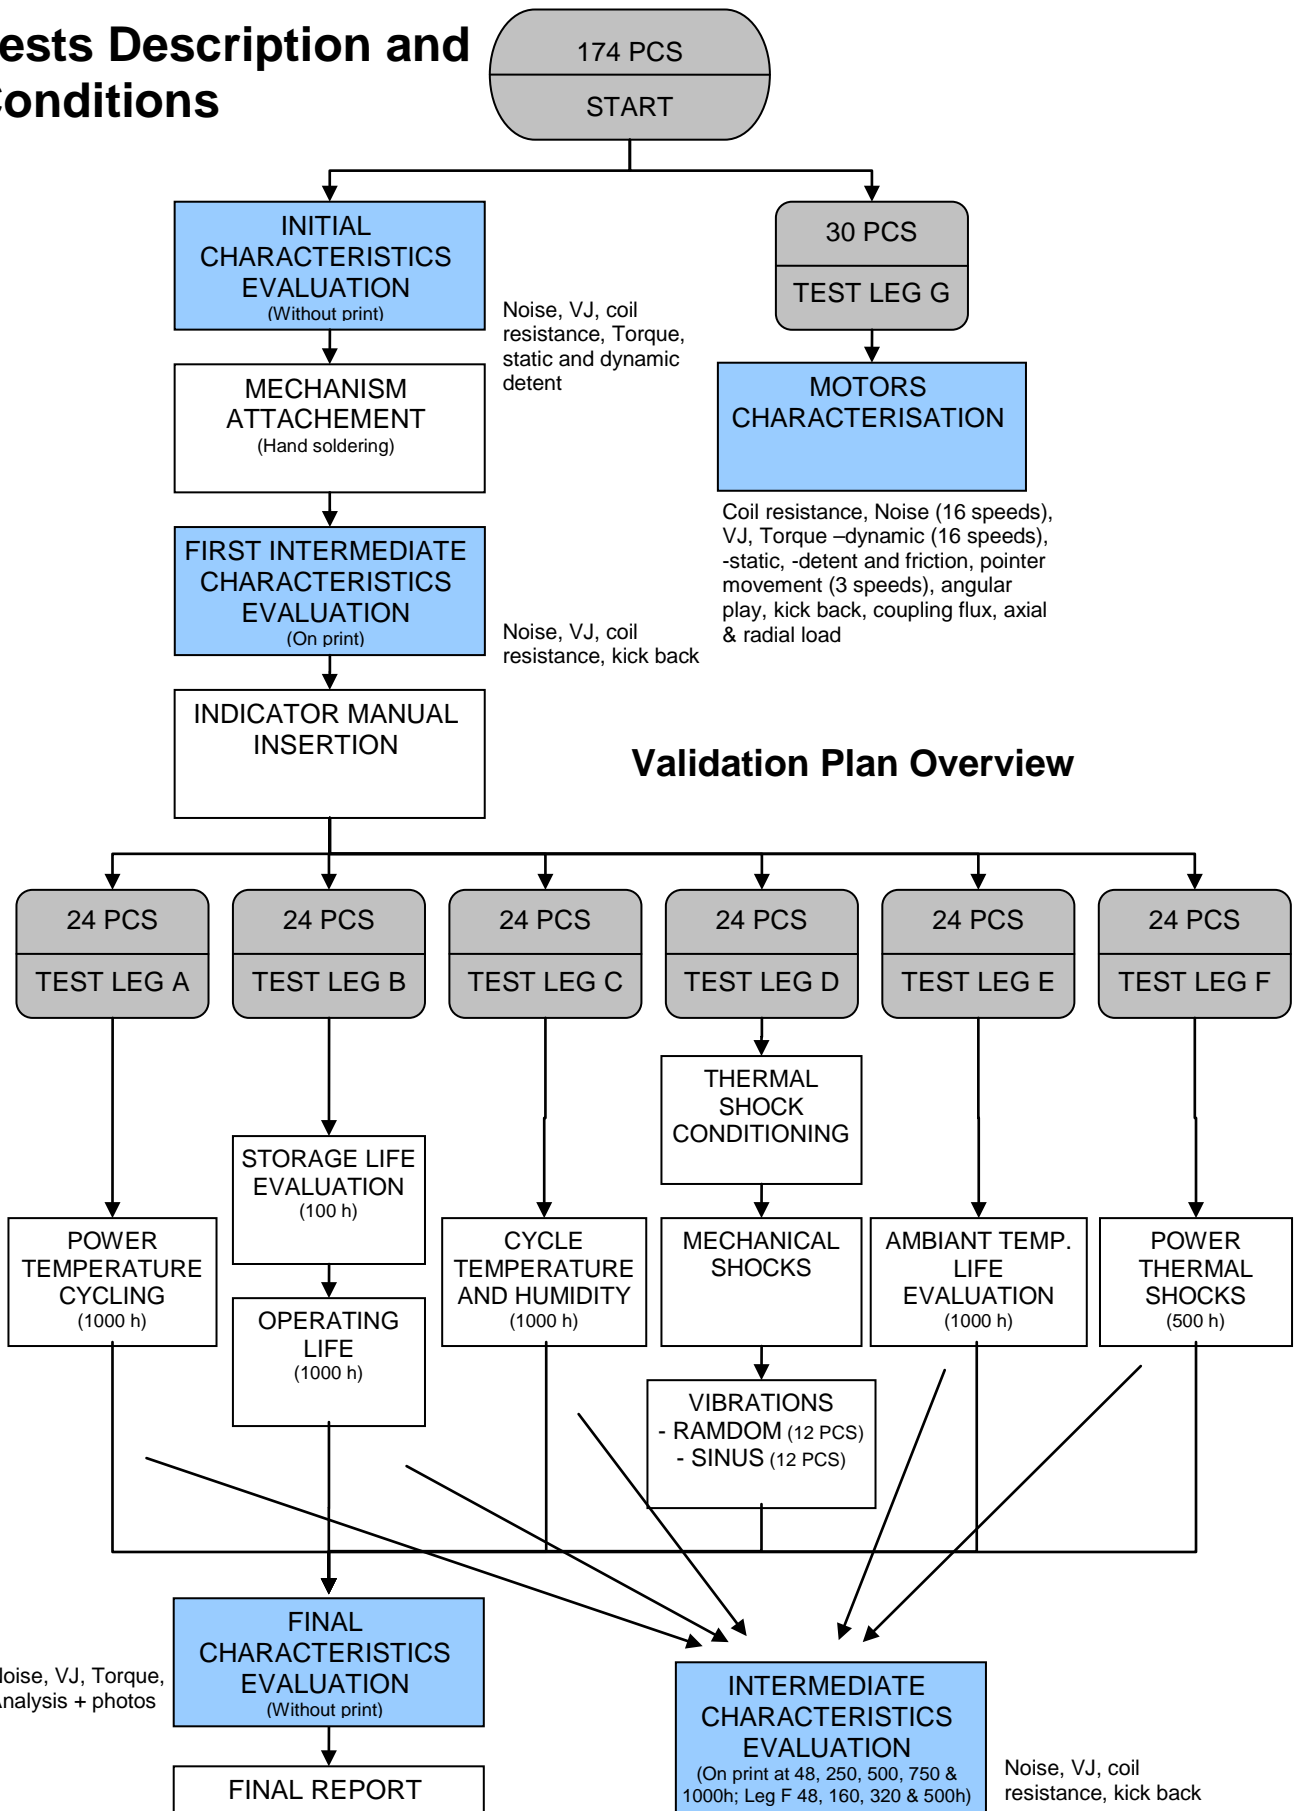 ests Description and
onditions
174 PCS
START
INITIAL
CHARACTERISTICS
EVALUATION
(Without print)
Noise, VJ, coil
resistance, Torque,
static and dynamic
detent
30 PCS
TEST LEG G
MECHANISM
ATTACHEMENT
(Hand soldering)
MOTORS
CHARACTERISATION
Coil resistance, Noise (16 speeds),
VJ, Torque –dynamic (16 speeds),
-static, -detent and friction, pointer
movement (3 speeds), angular
play, kick back, coupling flux, axial
& radial load
FIRST INTERMEDIATE
CHARACTERISTICS
EVALUATION
(On print)
Noise, VJ, coil
resistance, kick back
INDICATOR MANUAL
INSERTION
Validation Plan Overview
24 PCS
TEST LEG A
24 PCS
TEST LEG B
24 PCS
TEST LEG C
24 PCS
TEST LEG D
24 PCS
TEST LEG E
24 PCS
TEST LEG F
THERMAL
SHOCK
CONDITIONING
STORAGE LIFE
EVALUATION
(100 h)
POWER
TEMPERATURE
CYCLING
(1000 h)
OPERATING
LIFE
(1000 h)
CYCLE
TEMPERATURE
AND HUMIDITY
(1000 h)
MECHANICAL
SHOCKS
AMBIANT TEMP.
LIFE
EVALUATION
(1000 h)
POWER
THERMAL
SHOCKS
(500 h)
VIBRATIONS
- RAMDOM (12 PCS)
- SINUS (12 PCS)
FINAL
CHARACTERISTICS
EVALUATION
(Without print)
Noise, VJ, Torque,
Analysis + photos
FINAL REPORT
INTERMEDIATE
CHARACTERISTICS
EVALUATION
(On print at 48, 250, 500, 750 &
1000h; Leg F 48, 160, 320 & 500h)
Noise, VJ, coil
resistance, kick back